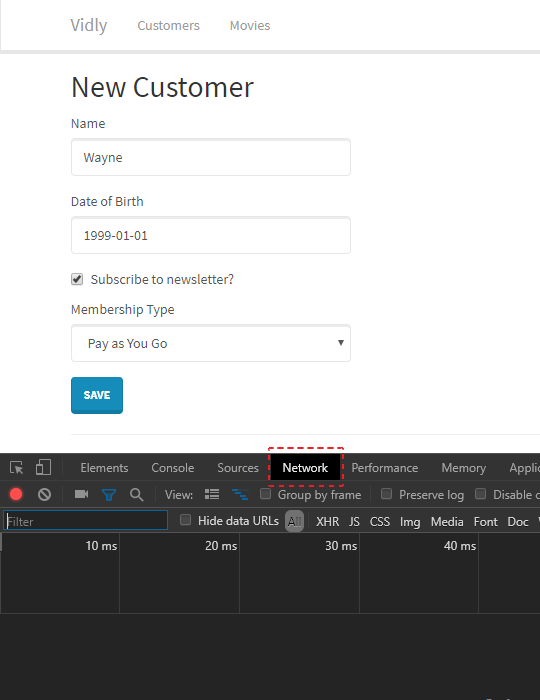 Vidly Customers Movies
New Customer
Name
Wayne
Date of Birth
1999-01-01
Subscribe to newsletter?
Membership Type
Pay as You Go
SAVE
Elements Console Sources Network Performance Memory Applic
View: Group by frame Preserve log Disable c
Filter Hide data URLs All XHR JS CSS Img Media Font Doc
10 ms 20 ms 30 ms 40 ms